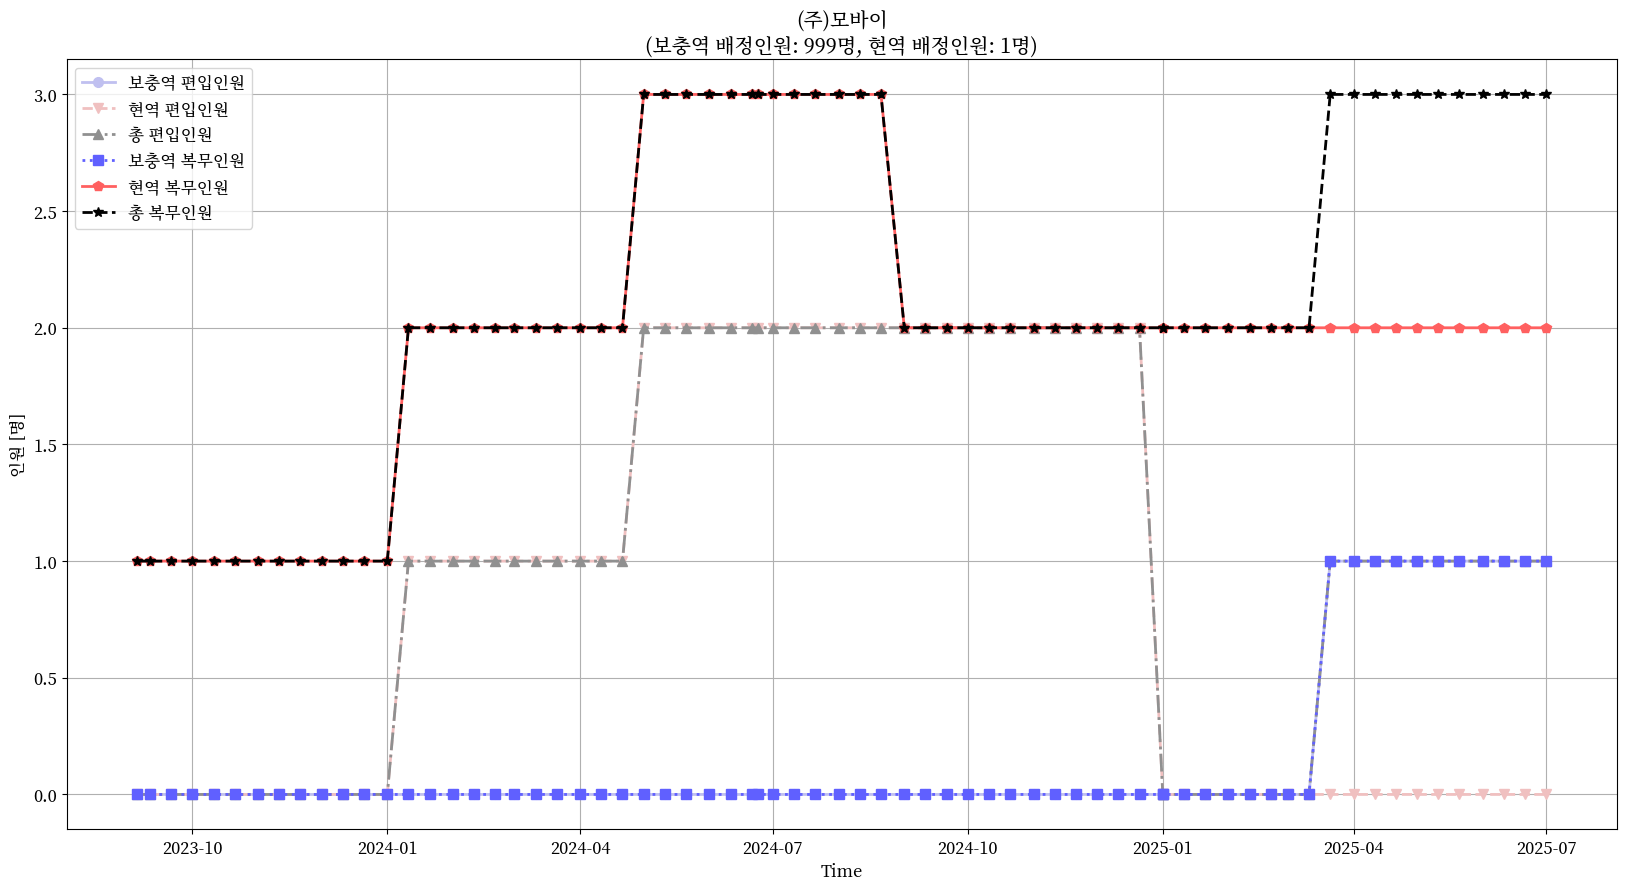 (주)모바이
(보충역 배정인원: 999명, 현역 배정인원: 1명)
보충역 편입인원
현역 편입인원
총 편입인원
보충역 복무인원
현역 복무인원
총 복무인원
인원 [명]
3.0
2.5
2.0
1.5
1.0
0.5
0.0
2023-10
2024-01
2024-04
2024-07
2024-10
2025-01
2025-04
2025-07
Time